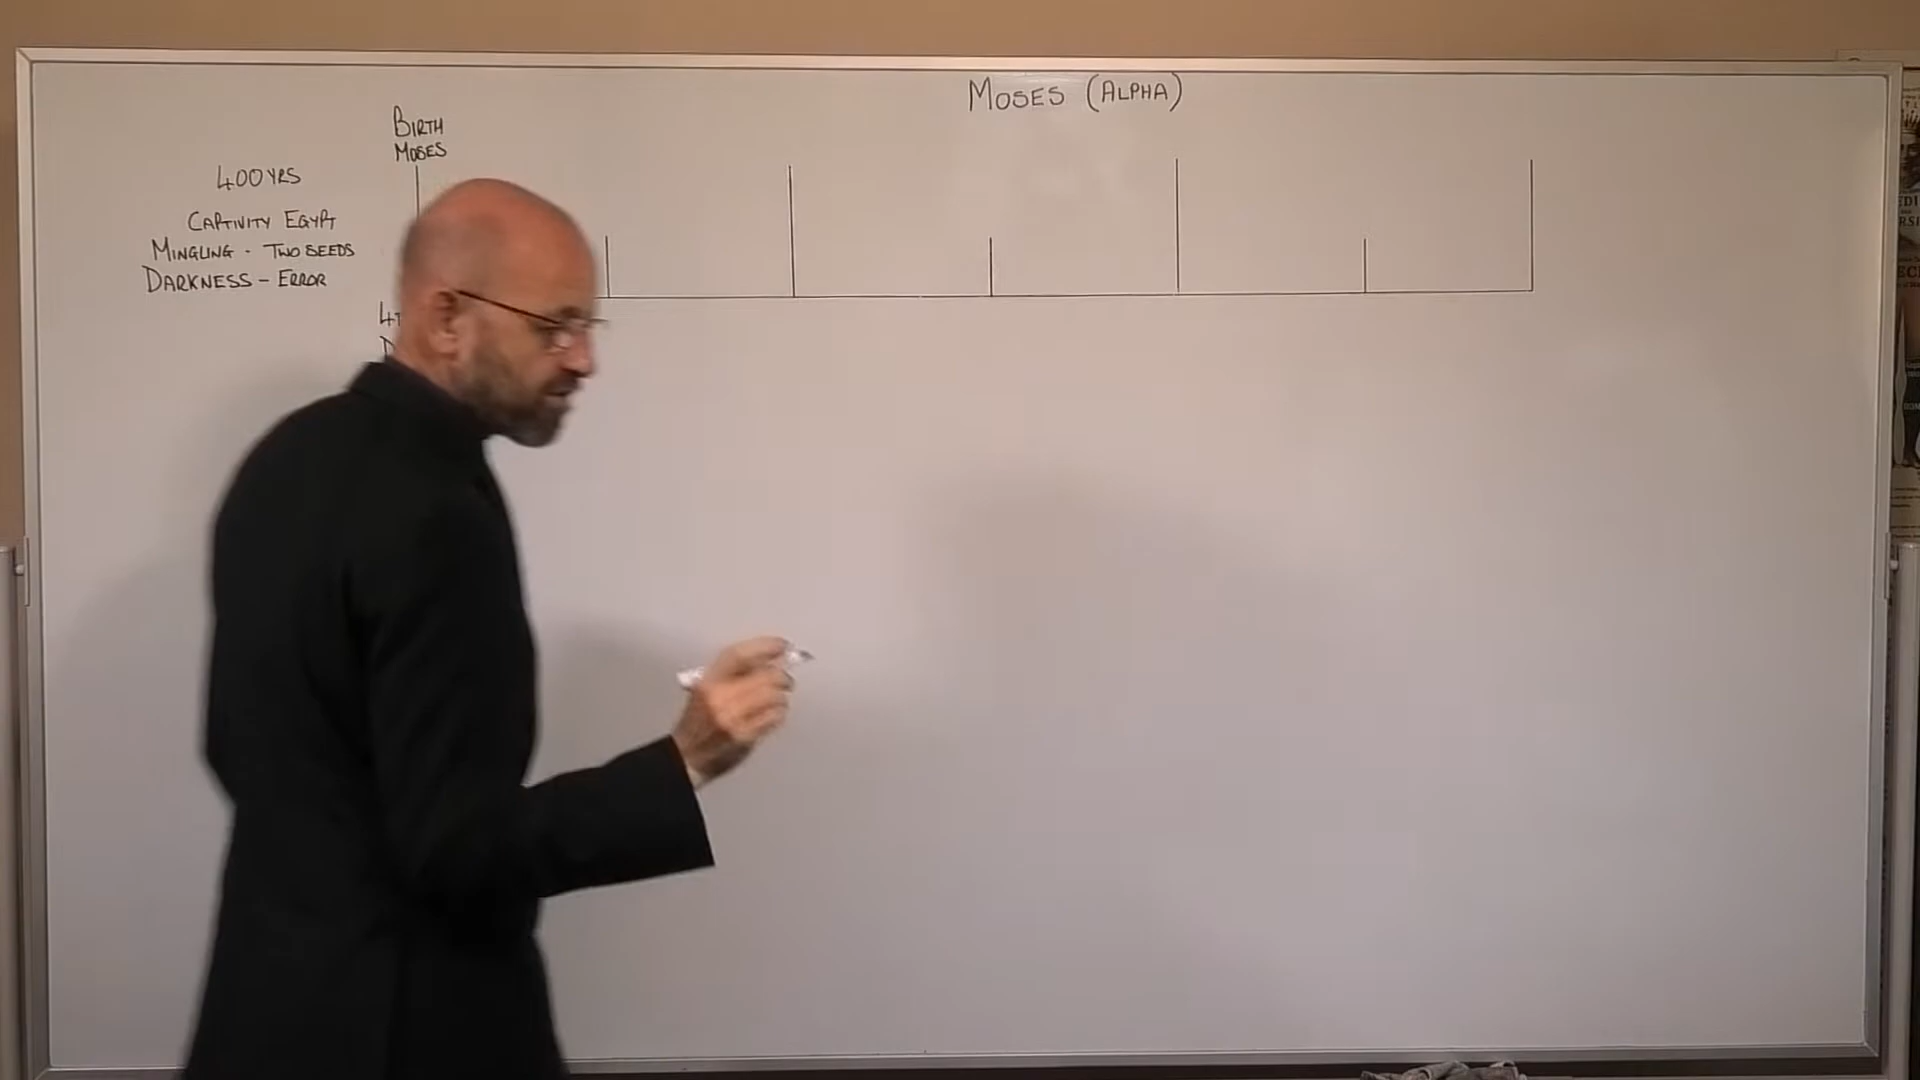 MOSES (ALPHA)
BIRTH
MOSES
400 YRS
CAPTIVITY EGYPT
MINGLING - TWO SEEDS
DARKNESS - ERROR